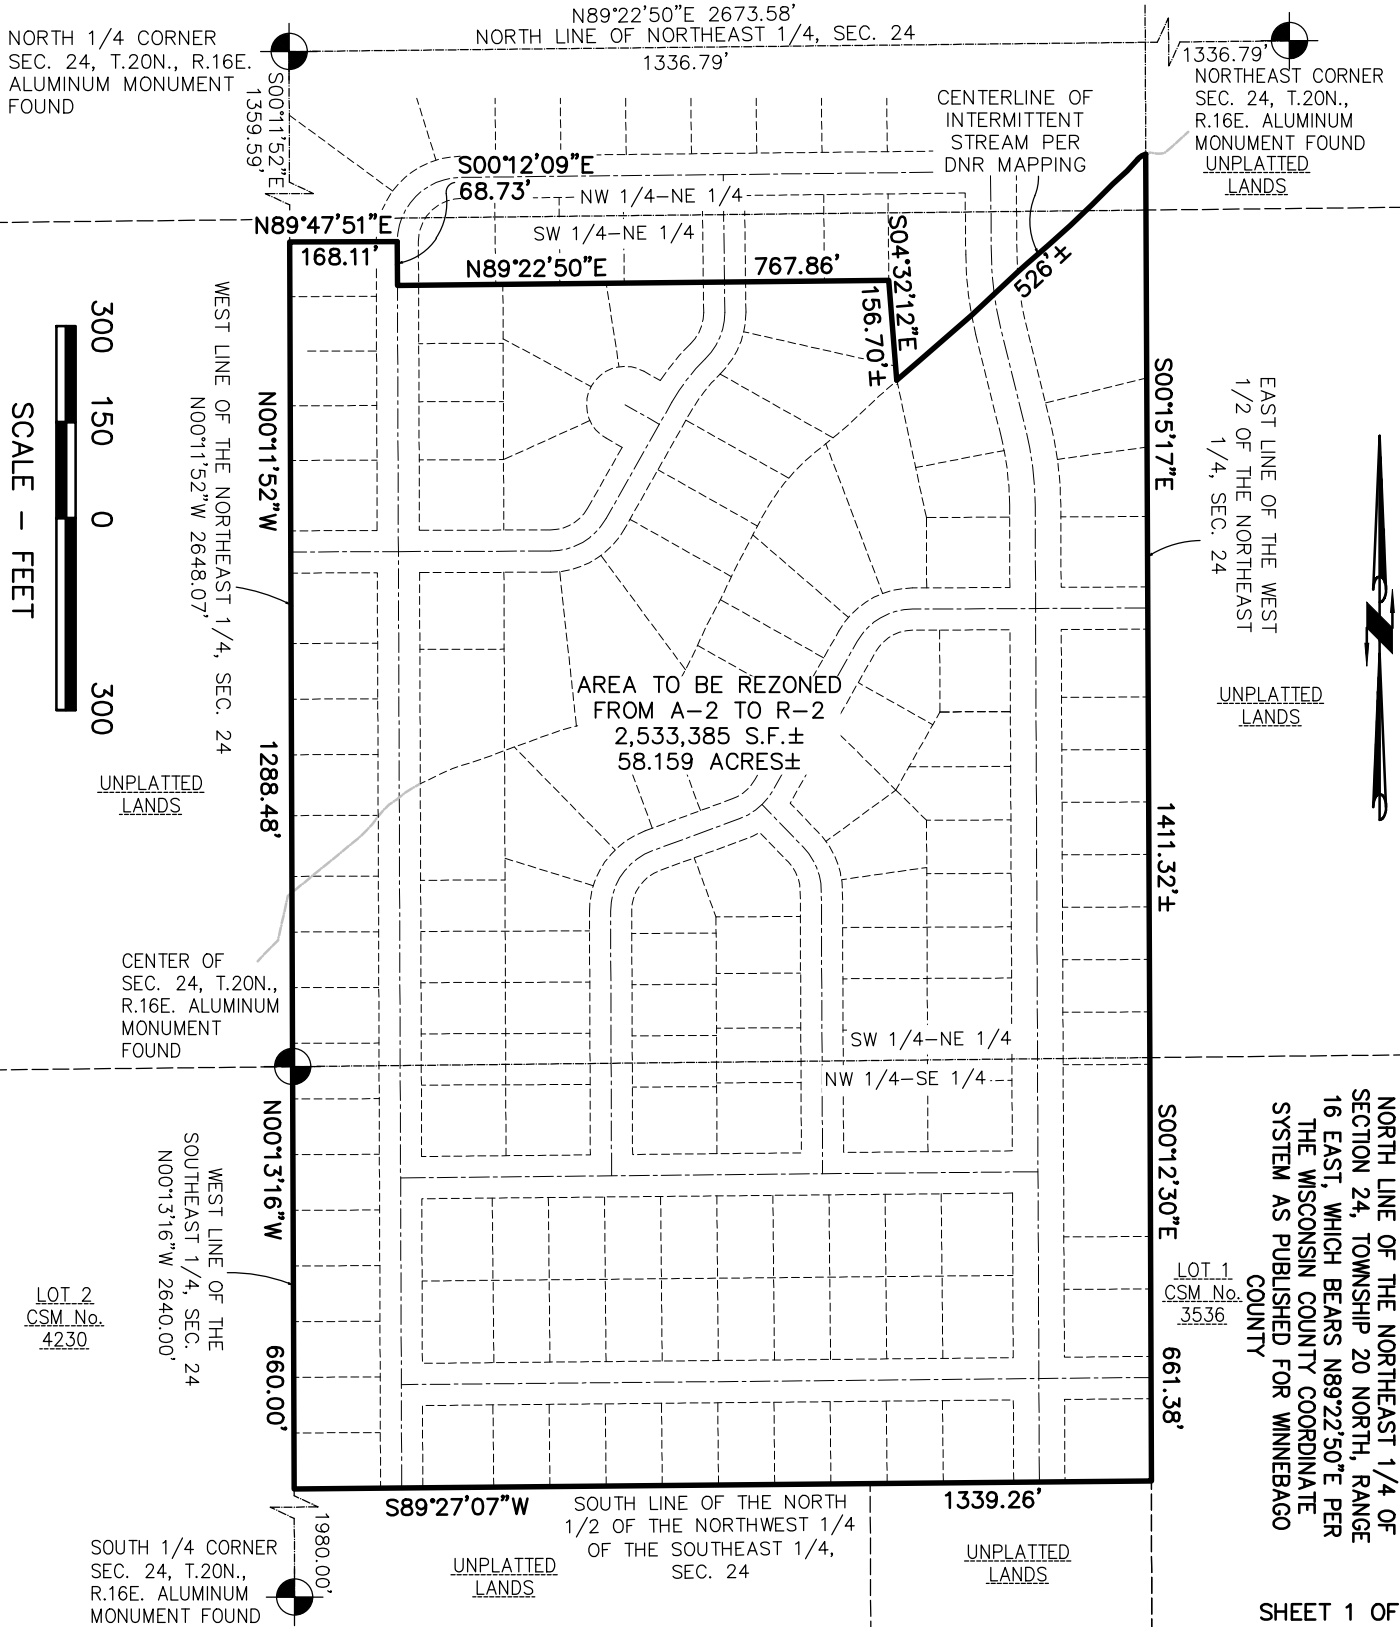 N89°22'50"E 2673.58'
NORTH LINE OF NORTHEAST 1/4, SEC. 24
1336.79'
1336.79'
NORTH 1/4 CORNER
SEC. 24, T.20N., R.16E.
ALUMINUM MONUMENT
FOUND
S00°11'52"E
1359.59'
NORTHEAST CORNER
SEC. 24, T.20N.,
R.16E. ALUMINUM
MONUMENT FOUND
UNPLATTED
LANDS
CENTERLINE OF
INTERMITTENT
STREAM PER
DNR MAPPING
S00°12'09"E
68.73'
NW 1/4-NE 1/4
SW 1/4-NE 1/4
N89°47'51"E
168.11'
N89°22'50"E
767.86'
S04°32'12"E
156.70'±
526'±
300
150
0
300
SCALE - FEET
WEST LINE OF THE NORTHEAST 1/4, SEC. 24
N00°11'52"W 2648.07'
N00°11'52"W
1288.48'
S00°15'17"E
1411.32'±
EAST LINE OF THE WEST
1/2 OF THE NORTHEAST
1/4, SEC. 24
UNPLATTED
LANDS
AREA TO BE REZONED
FROM A-2 TO R-2
2,533,385 S.F.±
58.159 ACRES±
UNPLATTED
LANDS
CENTER OF
SEC. 24, T.20N.,
R.16E. ALUMINUM
MONUMENT
FOUND
SW 1/4-NE 1/4
NW 1/4-SE 1/4
N00°13'16"W
660.00'
WEST LINE OF THE
SOUTHEAST 1/4, SEC. 24
N00°13'16"W 2640.00'
LOT 2
CSM No.
4230
S00°12'30"E
661.38'
LOT 1
CSM No.
3536
NORTH LINE OF THE NORTHEAST 1/4 OF
SECTION 24, TOWNSHIP 20 NORTH, RANGE
16 EAST, WHICH BEARS N89°22'50"E PER
THE WISCONSIN COUNTY COORDINATE
SYSTEM AS PUBLISHED FOR WINNEBAGO
COUNTY
S89°27'07"W
1339.26'
SOUTH LINE OF THE NORTH
1/2 OF THE NORTHWEST 1/4
OF THE SOUTHEAST 1/4,
SEC. 24
1980.00'
SOUTH 1/4 CORNER
SEC. 24, T.20N.,
R.16E. ALUMINUM
MONUMENT FOUND
UNPLATTED
LANDS
UNPLATTED
LANDS
SHEET 1 OF